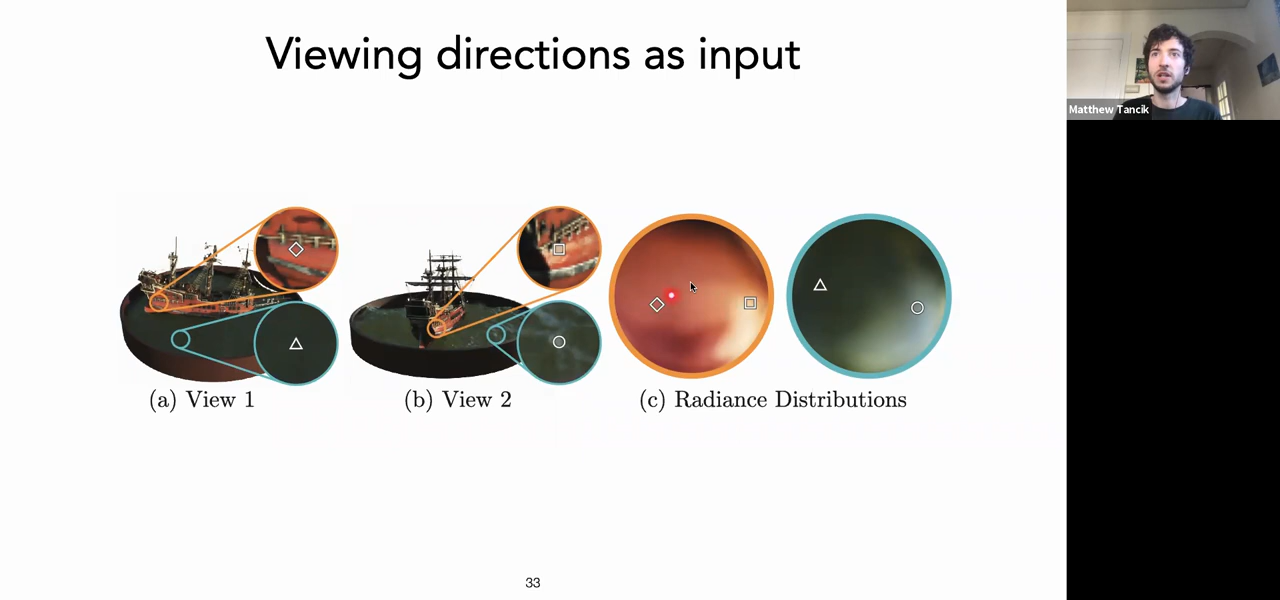 Viewing directions as input
Matthew Tancik
(a) View 1
(b) View 2
(c) Radiance Distributions
33